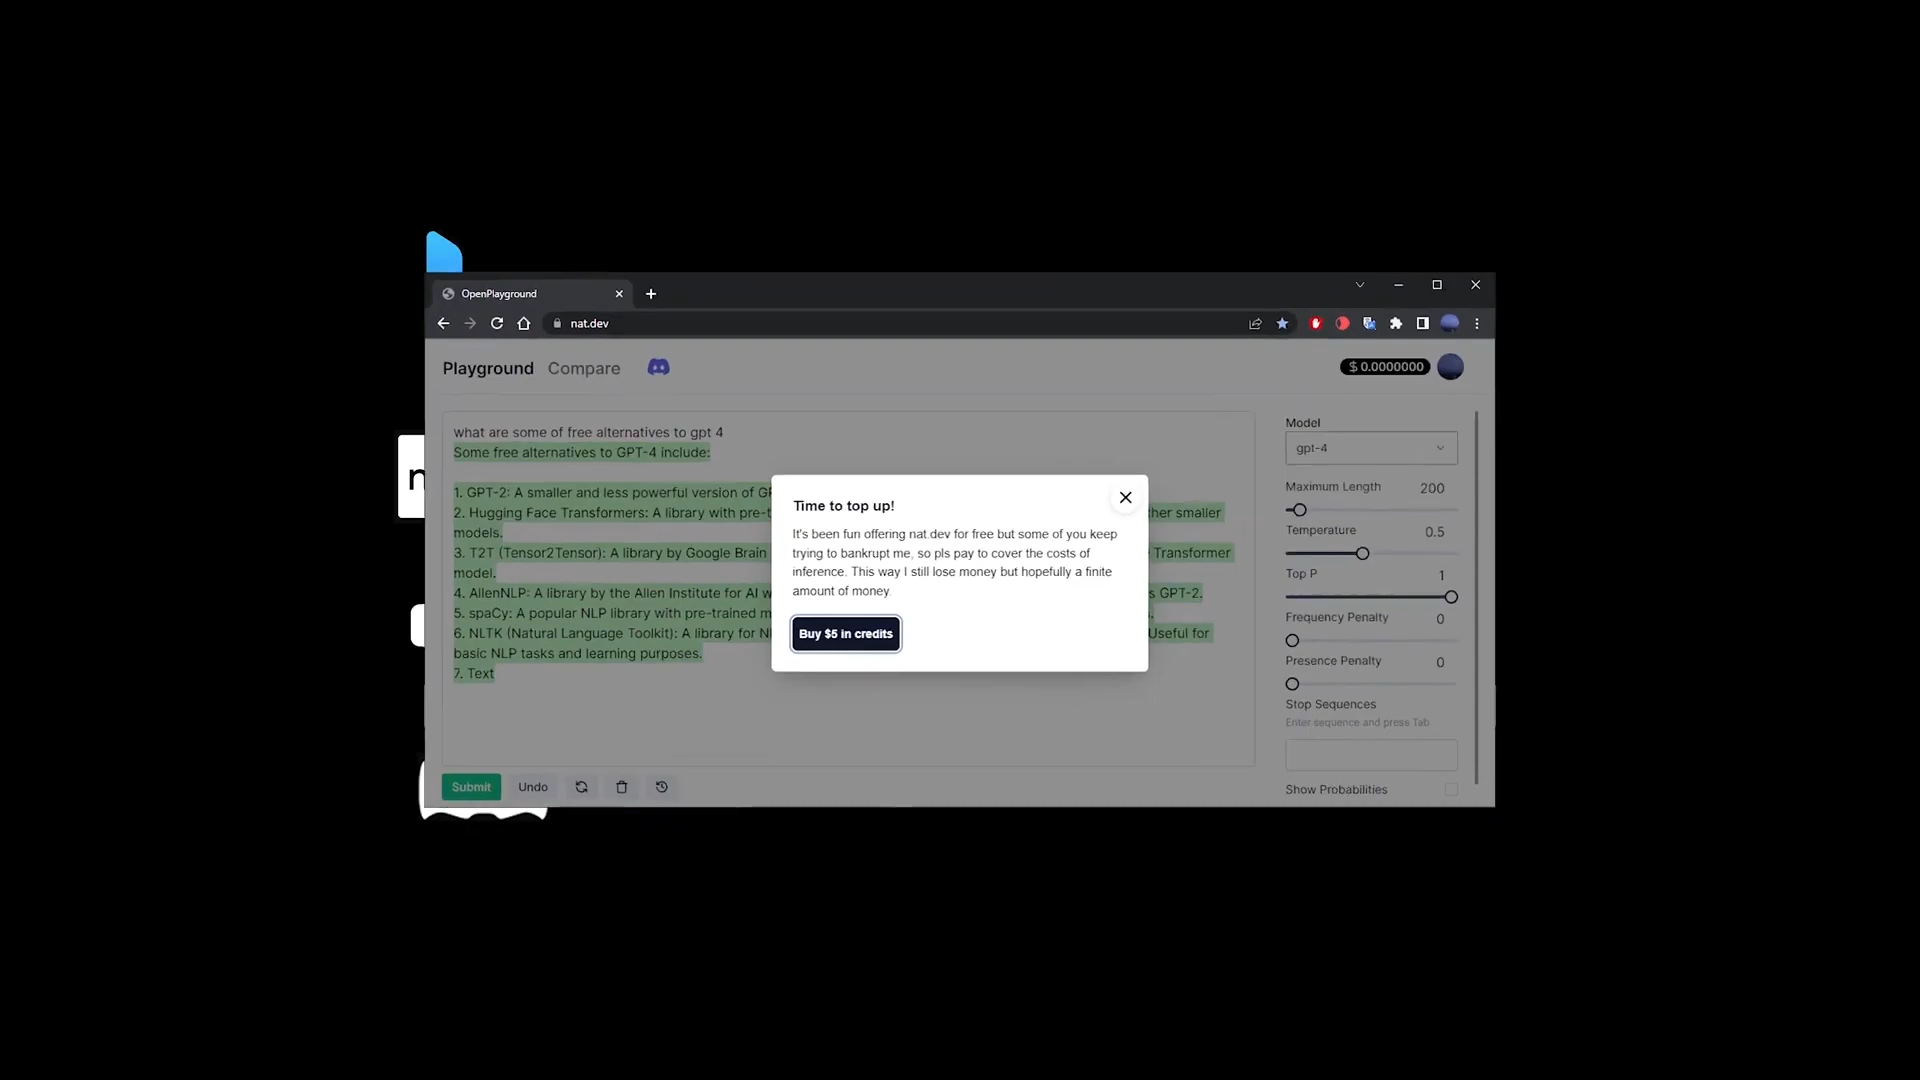 OpenPlayground
nat.dev
Playground Compare
$ 0.0000000
what are some of free alternatives to gpt 4
Some free alternatives to GPT-4 include:
1. GPT-2: A smaller and less powerful version of
2. Hugging Face Transformers: A library with smaller
models.
3. T2T (Tensor2Tensor): A library by Google Brain Transformer
model.
4. AllenNLP: A library by the Allen Institute for AI GPT-2.
5. spaCy: A popular NLP library with pre-trained
6. NLTK (Natural Language Toolkit): A library for Useful for
basic NLP tasks and learning purposes.
7. Text
Time to top up!
It's been fun offering nat.dev for free but some of you keep
trying to bankrupt me, so pls pay to cover the costs of
inference. This way I still lose money but hopefully a finite
amount of money.
Buy $5 in credits
Model
gpt-4
Maximum Length 200
Temperature 0.5
Top P 1
Frequency Penalty 0
Presence Penalty 0
Stop Sequences
Enter sequence and press Tab
Show Probabilities
Submit Undo